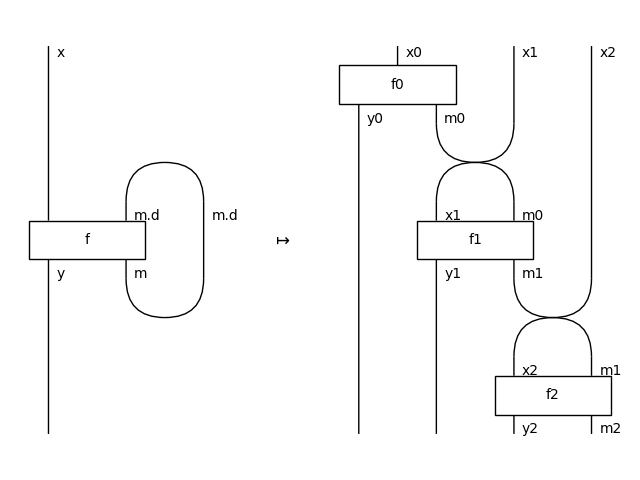 x x0 x1 x2
f0
y0 m0
m.d m.d x1 m0
f ↦ f1
y m y1 m1
x2 m1
f2
y2 m2